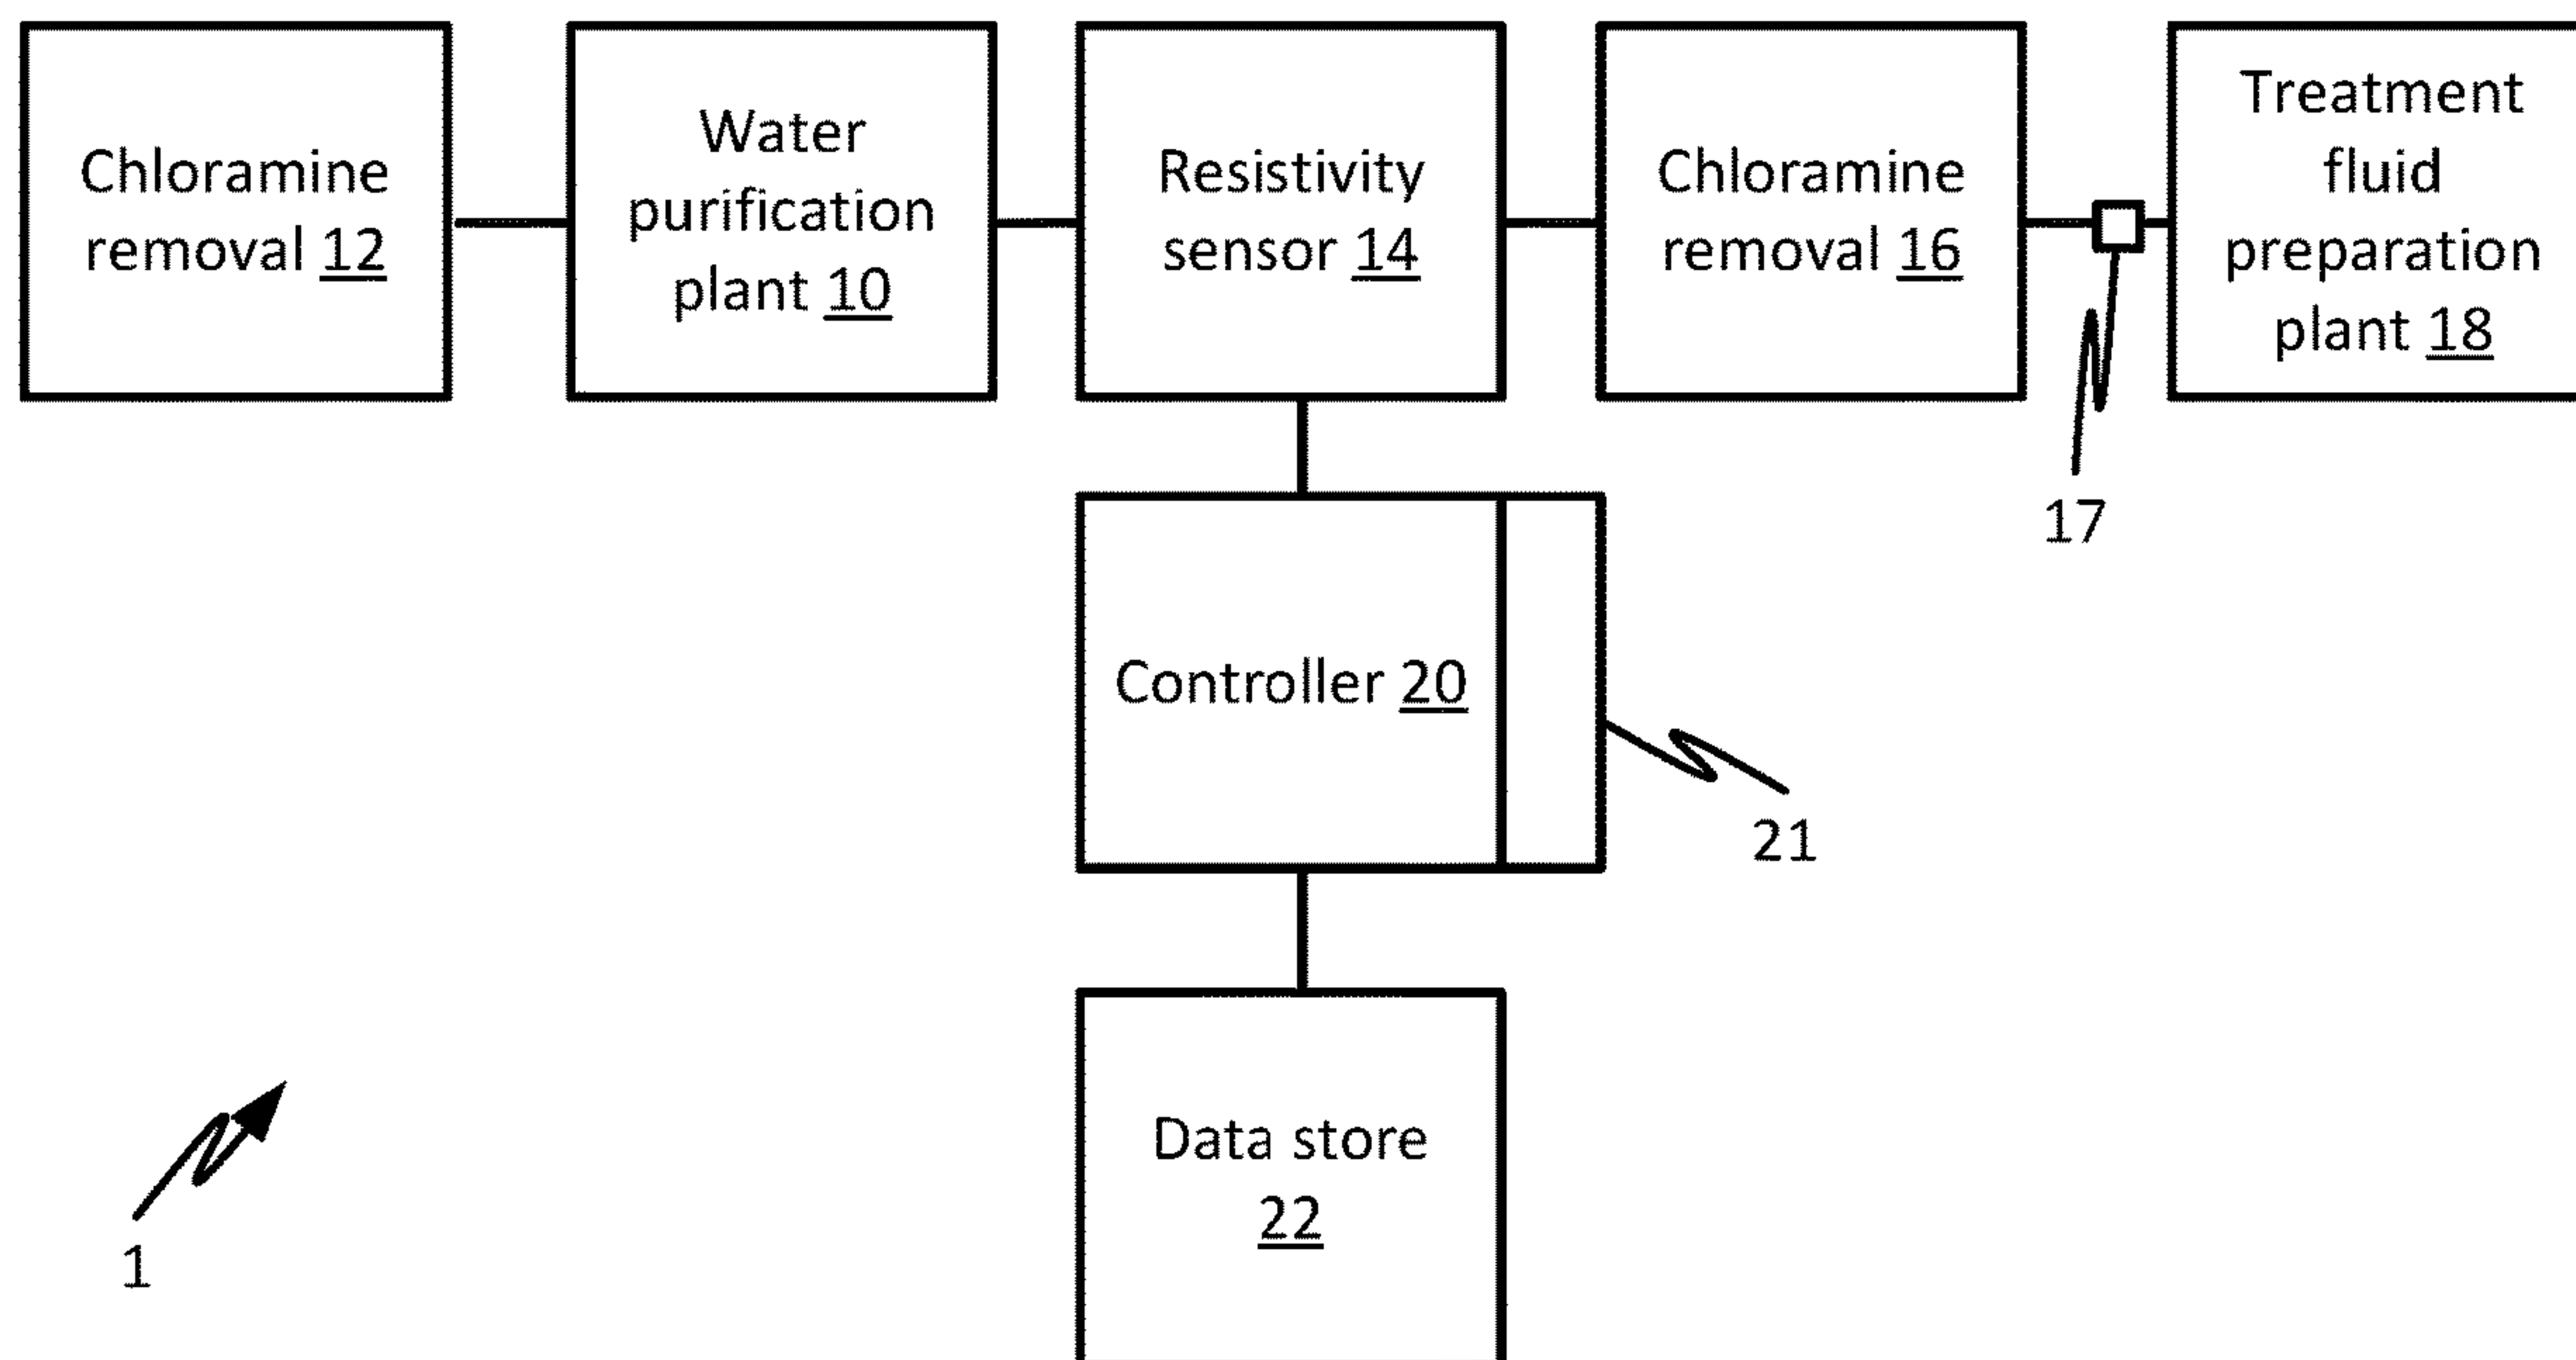 Chloramine
removal 12
Water
purification
plant 10
Resistivity
sensor 14
Chloramine
removal 16
Treatment
fluid
preparation
plant 18
17
Controller 20
21
Data store
22
1